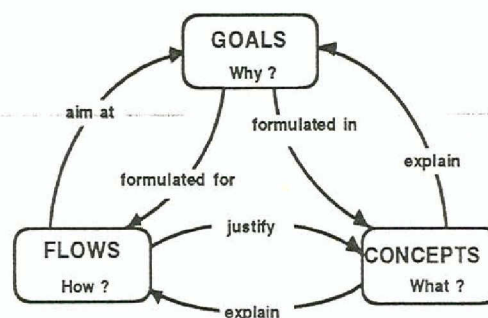 GOALS
Why ?
aim at
formulated in
explain
formulated for
justify
FLOWS
How ?
CONCEPTS
What ?
explain